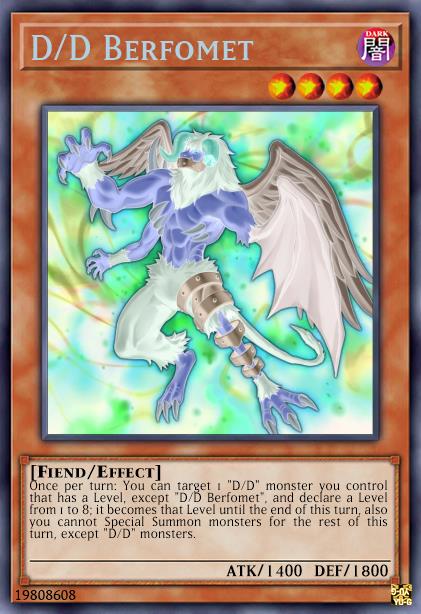 D/D Berfomet
DARK
闇
[Fiend/Effect]
Once per turn: You can target 1 "D/D" monster you control
that has a Level, except "D/D Berfomet", and declare a Level
from 1 to 8; it becomes that Level until the end of this turn, also
you cannot Special Summon monsters for the rest of this
turn, except "D/D" monsters.
ATK/1400 DEF/1800
19808608